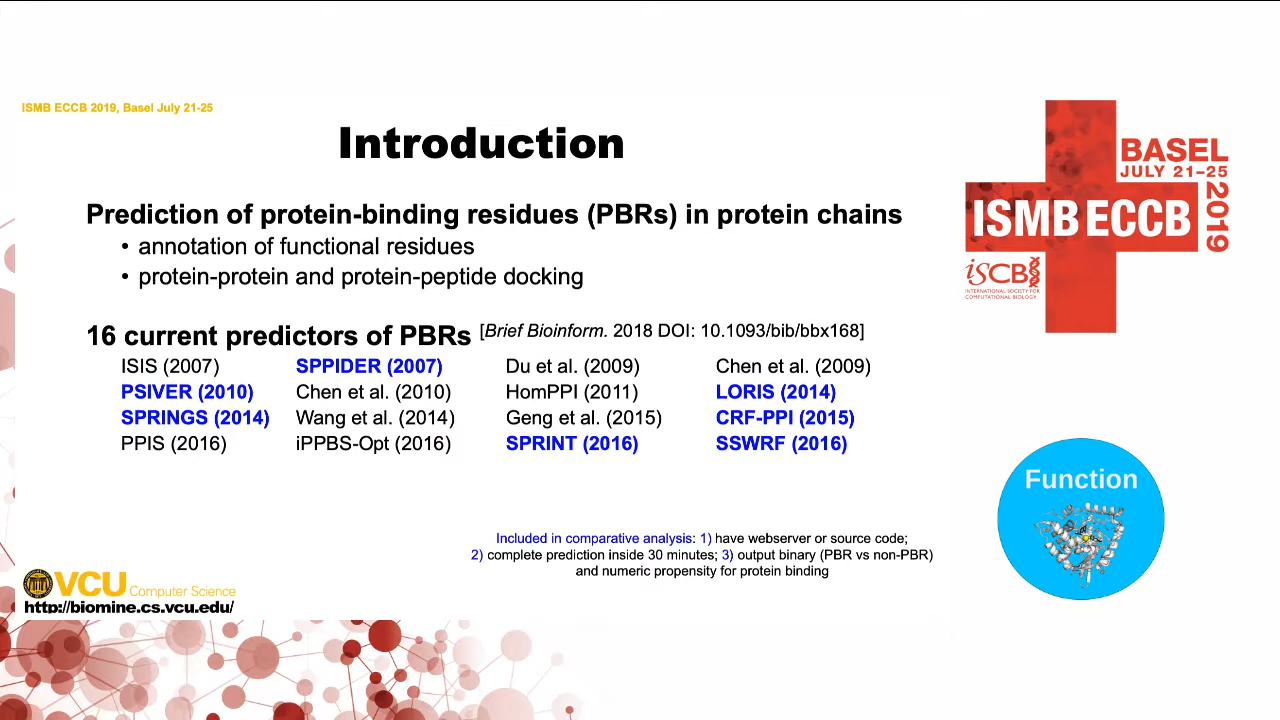 ISMB ECCB 2019, Basel July 21-25
Introduction
Prediction of protein-binding residues (PBRs) in protein chains
• annotation of functional residues
• protein-protein and protein-peptide docking
16 current predictors of PBRs [Brief Bioinform. 2018 DOI: 10.1093/bib/bbx168]
ISIS (2007) SPPIDER (2007) Du et al. (2009) Chen et al. (2009)
PSIVER (2010) Chen et al. (2010) HomPPI (2011) LORIS (2014)
SPRINGS (2014) Wang et al. (2014) Geng et al. (2015) CRF-PPI (2015)
PPIS (2016) iPPBS-Opt (2016) SPRINT (2016) SSWRF (2016)
Included in comparative analysis: 1) have webserver or source code;
2) complete prediction inside 30 minutes; 3) output binary (PBR vs non-PBR)
and numeric propensity for protein binding
VCU Computer Science
http://biomine.cs.vcu.edu/
BASEL
JULY 21–25
2019
ISMB ECCB
iSCB
INTERNATIONAL SOCIETY FOR
COMPUTATIONAL BIOLOGY
Function